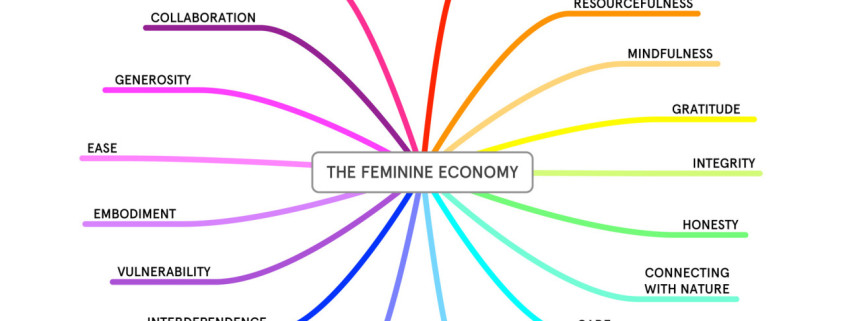 RESOURCEFULNESS
COLLABORATION
MINDFULNESS
GENEROSITY
GRATITUDE
EASE
INTEGRITY
THE FEMININE ECONOMY
EMBODIMENT
HONESTY
VULNERABILITY
CONNECTING
WITH NATURE
INTERDEPENDENCE
CARE